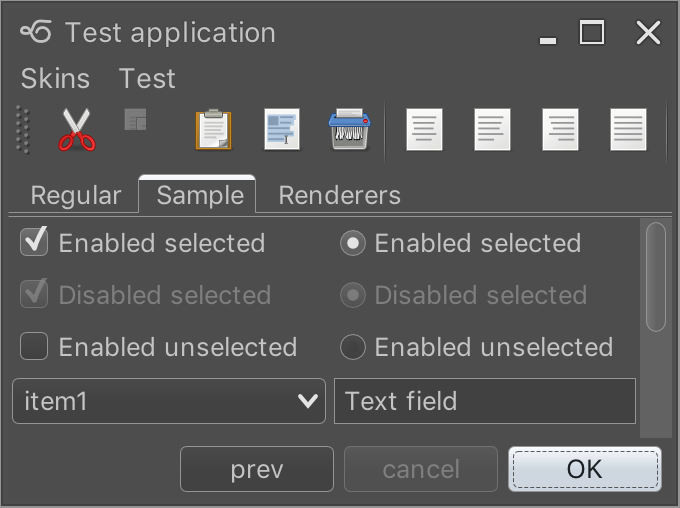 Test application
Skins Test
Regular Sample Renderers
Enabled selected Enabled selected
Disabled selected Disabled selected
Enabled unselected Enabled unselected
item1 Text field
prev cancel OK